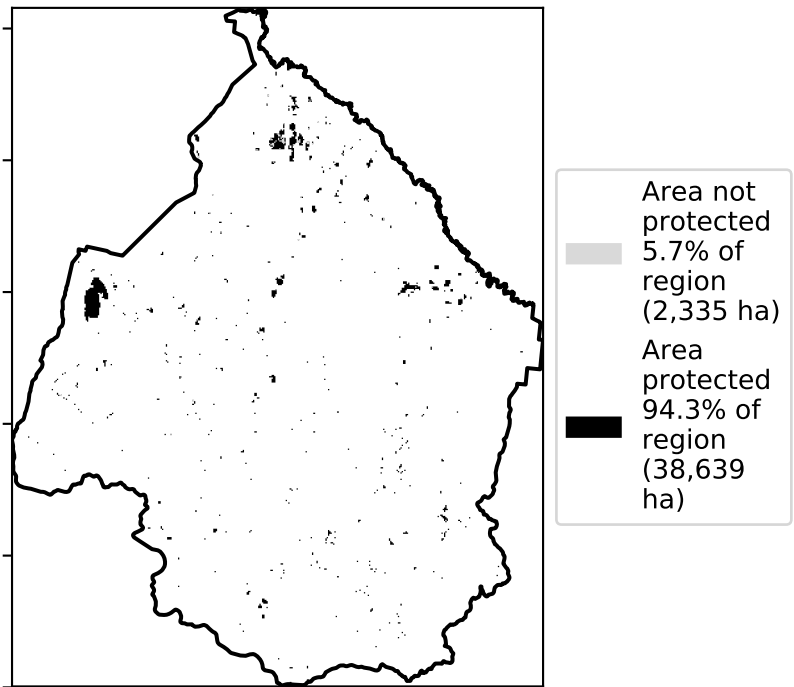 Area not
protected
5.7% of
region
(2,335 ha)
Area
protected
94.3% of
region
(38,639
ha)